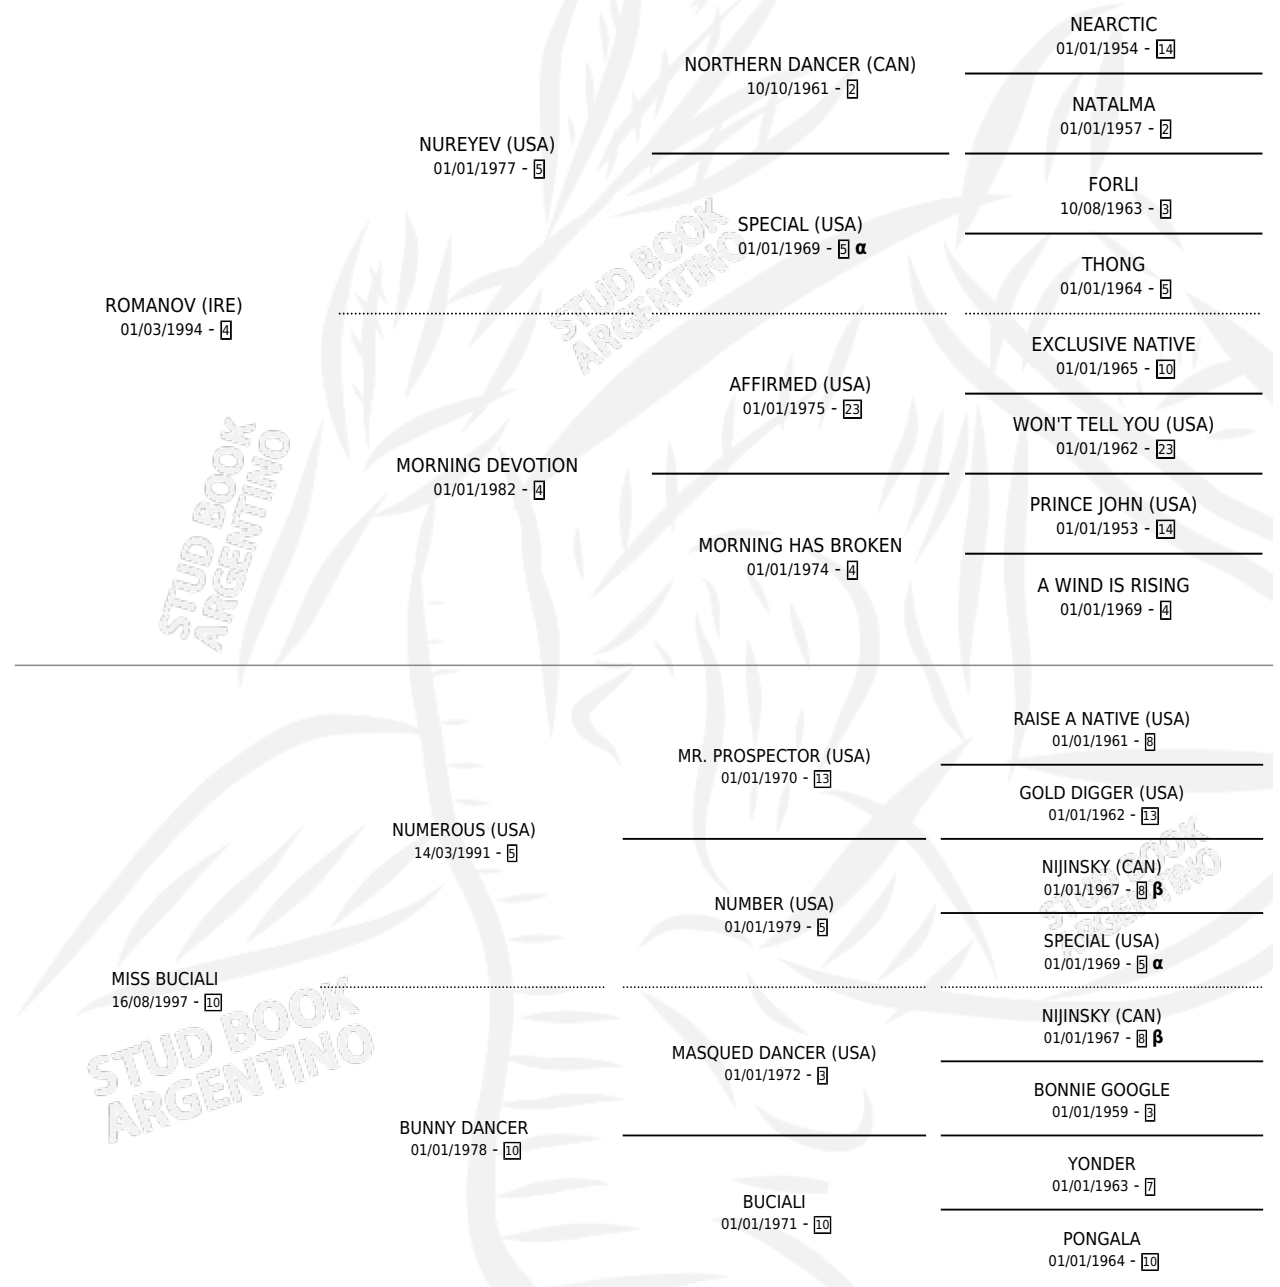 NEARCTIC
01/01/1954 - 14
NORTHERN DANCER (CAN)
10/10/1961 - 2
NATALMA
01/01/1957 - 2
NUREYEV (USA)
01/01/1977 - 5
FORLI
10/08/1963 - 3
SPECIAL (USA)
01/01/1969 - 5 α
THONG
01/01/1964 - 5
ROMANOV (IRE)
01/03/1994 - 4
EXCLUSIVE NATIVE
01/01/1965 - 10
AFFIRMED (USA)
01/01/1975 - 23
WON'T TELL YOU (USA)
01/01/1962 - 23
MORNING DEVOTION
01/01/1982 - 4
PRINCE JOHN (USA)
01/01/1953 - 14
MORNING HAS BROKEN
01/01/1974 - 4
A WIND IS RISING
01/01/1969 - 4
RAISE A NATIVE (USA)
01/01/1961 - 8
MR. PROSPECTOR (USA)
01/01/1970 - 13
GOLD DIGGER (USA)
01/01/1962 - 13
NUMEROUS (USA)
14/03/1991 - 5
NIJINSKY (CAN)
01/01/1967 - 8 β
NUMBER (USA)
01/01/1979 - 5
SPECIAL (USA)
01/01/1969 - 5 α
MISS BUCIALI
16/08/1997 - 10
NIJINSKY (CAN)
01/01/1967 - 8 β
MASQUED DANCER (USA)
01/01/1972 - 3
BONNIE GOOGLE
01/01/1959 - 3
BUNNY DANCER
01/01/1978 - 10
YONDER
01/01/1963 - 7
BUCIALI
01/01/1971 - 10
PONGALA
01/01/1964 - 10
STUD BOOK
ARGENTINO
STUD BOOK
ARGENTINO
STUD BOOK
ARGENTINO
STUD BOOK
ARGENTINO